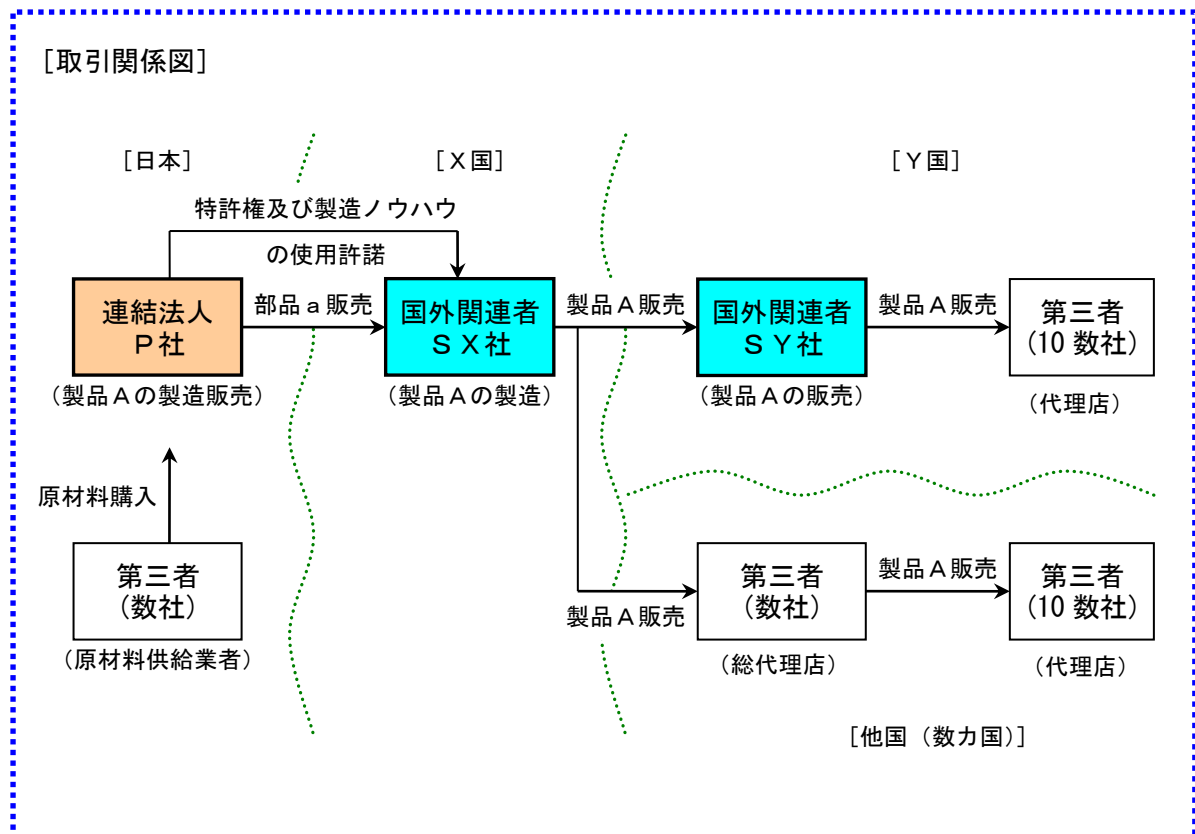 ［取引関係図］
［日本］
［Ｘ国］
［Ｙ国］
特許権及び製造ノウハウ
の使用許諾
連結法人
Ｐ社
（製品Ａの製造販売）
部品ａ販売
国外関連者
ＳＸ社
（製品Ａの製造）
製品Ａ販売
国外関連者
ＳＹ社
（製品Ａの販売）
製品Ａ販売
第三者
（10 数社）
（代理店）
原材料購入
第三者
（数社）
（原材料供給業者）
製品Ａ販売
第三者
（数社）
（総代理店）
製品Ａ販売
第三者
（10 数社）
（代理店）
［他国（数カ国）］